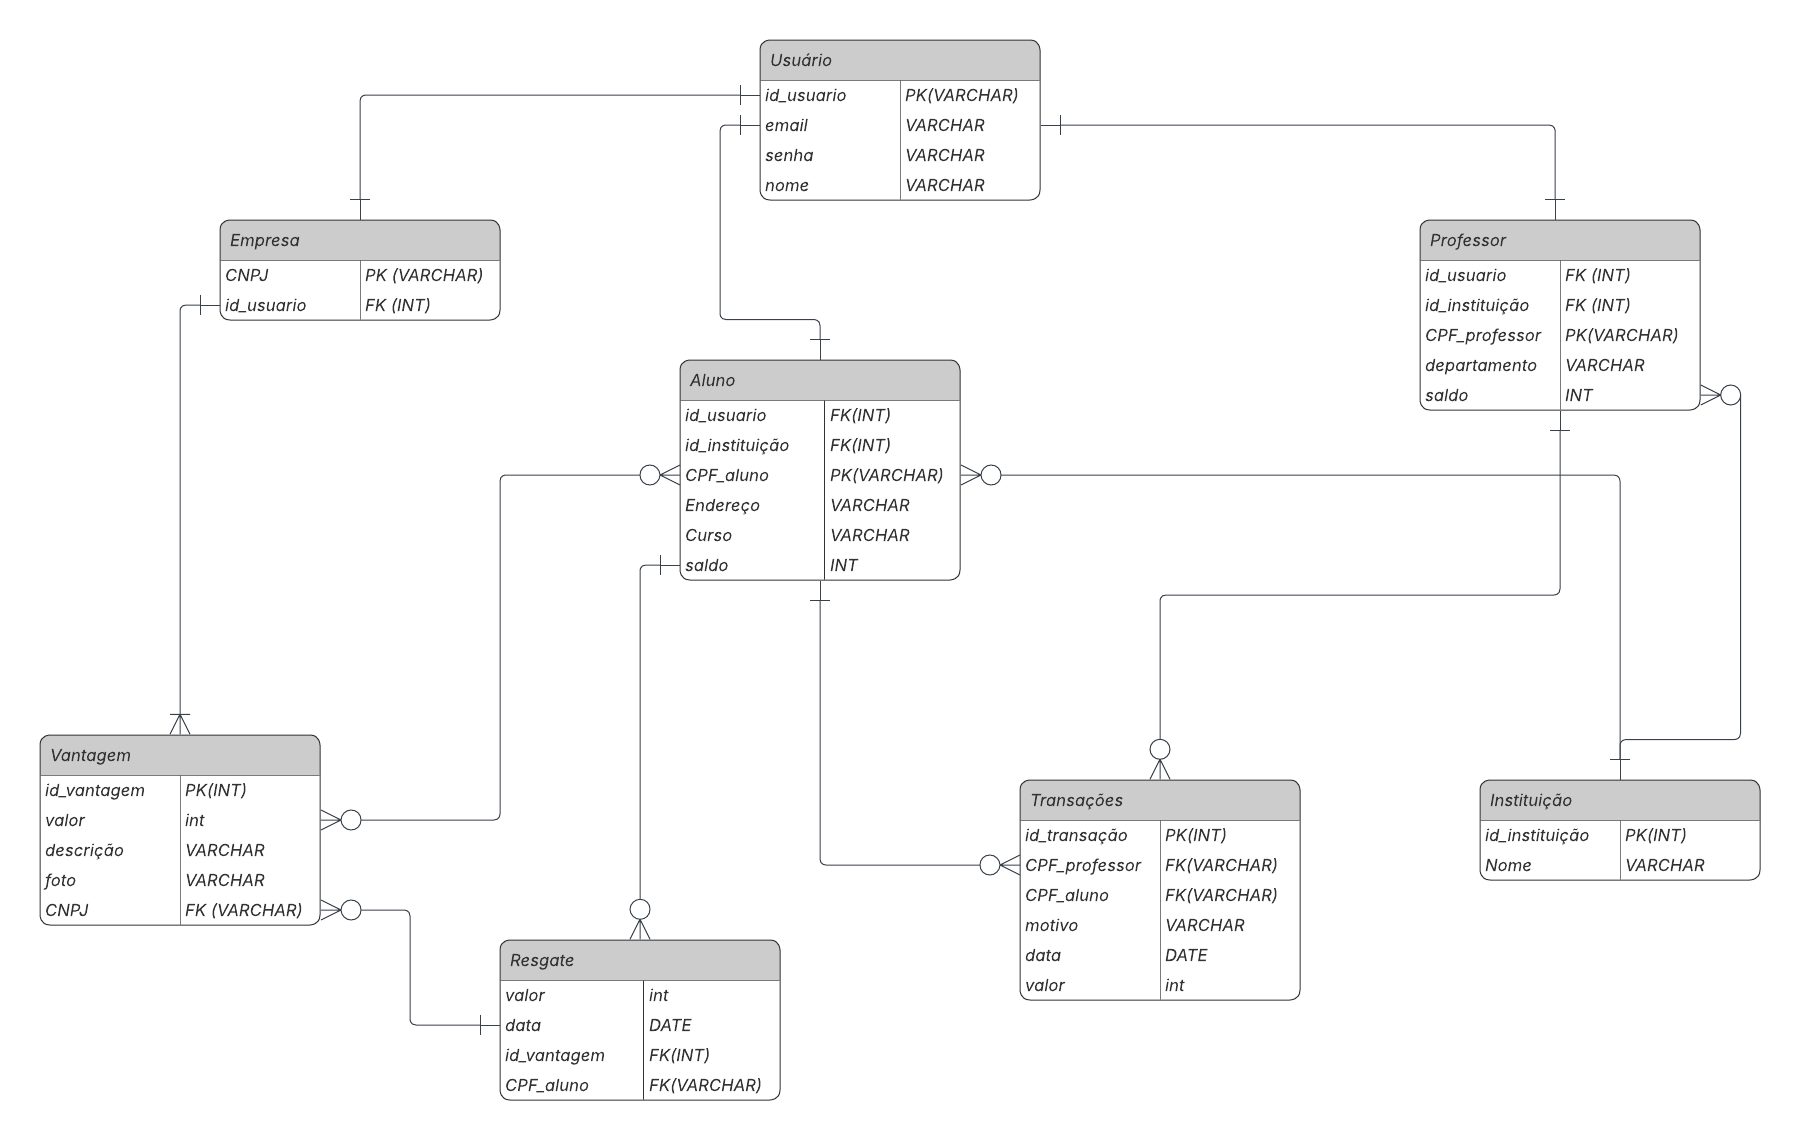 Usuário
id_usuario PK(VARCHAR)
email VARCHAR
senha VARCHAR
nome VARCHAR
Empresa
CNPJ PK (VARCHAR)
id_usuario FK (INT)
Professor
id_usuario FK (INT)
id_instituição FK (INT)
CPF_professor PK(VARCHAR)
departamento VARCHAR
saldo INT
Aluno
id_usuario FK(INT)
id_instituição FK(INT)
CPF_aluno PK(VARCHAR)
Endereço VARCHAR
Curso VARCHAR
saldo INT
Vantagem
id_vantagem PK(INT)
valor int
descrição VARCHAR
foto VARCHAR
CNPJ FK (VARCHAR)
Transações
id_transação PK(INT)
CPF_professor FK(VARCHAR)
CPF_aluno FK(VARCHAR)
motivo VARCHAR
data DATE
valor int
Instituição
id_instituição PK(INT)
Nome VARCHAR
Resgate
valor int
data DATE
id_vantagem FK(INT)
CPF_aluno FK(VARCHAR)